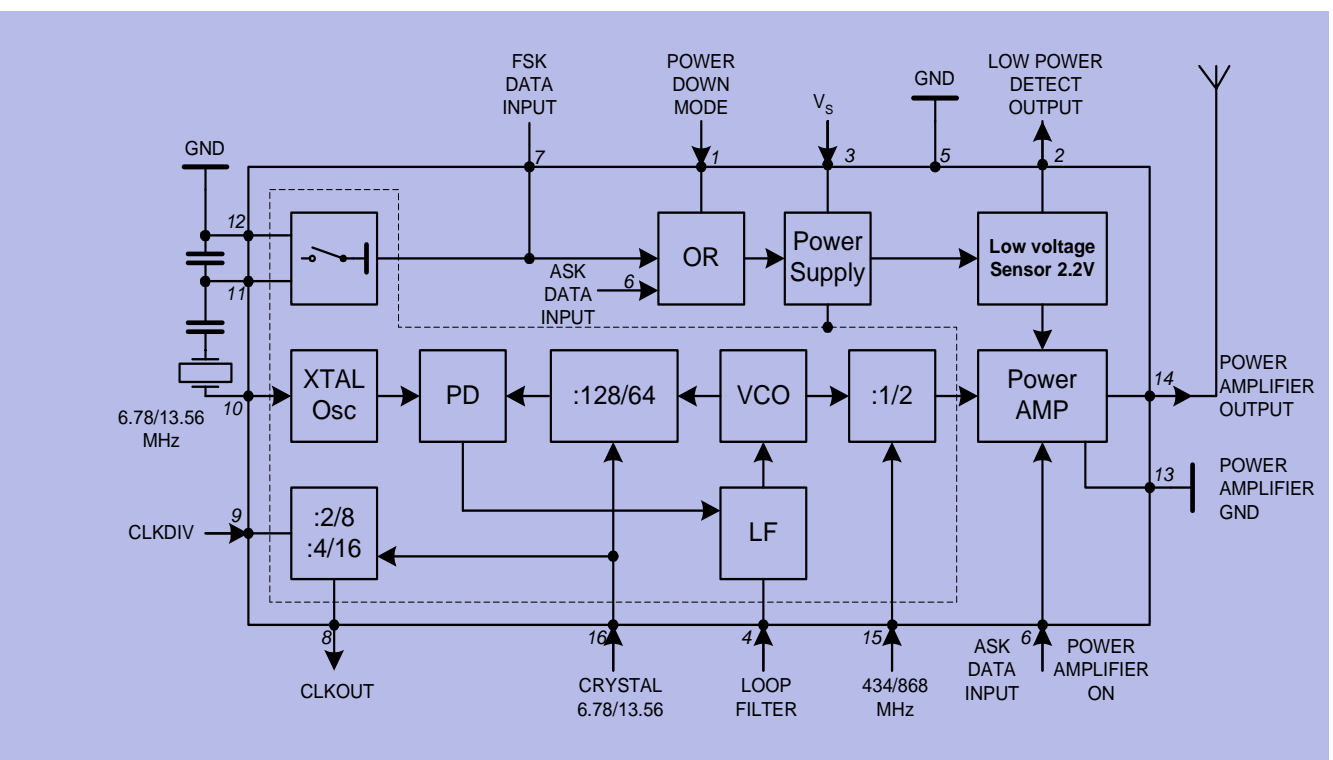 FSK
DATA
INPUT
POWER
DOWN
MODE
VS
GND
LOW POWER
DETECT
OUTPUT
GND
7
1
3
5
2
12
11
OR
Power
Supply
Low voltage
Sensor 2.2V
ASK
DATA
INPUT
6
XTAL
Osc
PD
:128/64
VCO
:1/2
Power
AMP
14
POWER
AMPLIFIER
OUTPUT
10
6.78/13.56
MHz
13
POWER
AMPLIFIER
GND
CLKDIV
9
:2/8
:4/16
LF
8
16
4
15
6
CLKOUT
CRYSTAL
6.78/13.56
LOOP
FILTER
434/868
MHz
ASK
DATA
INPUT
POWER
AMPLIFIER
ON